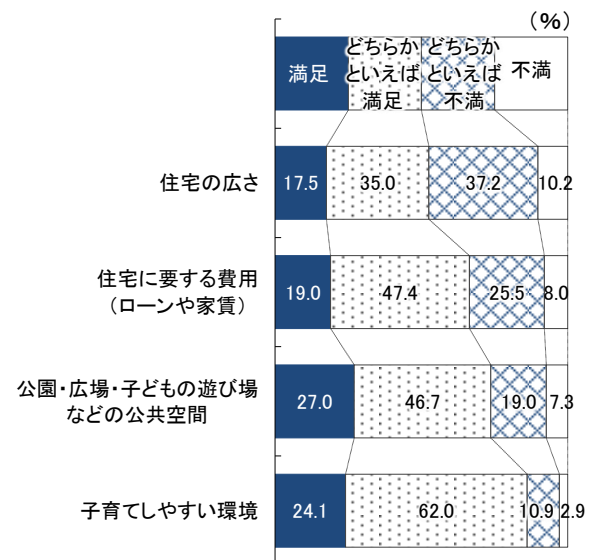 （%）
満足
どちらか
といえば
満足
どちらか
といえば
不満
不満
住宅の広さ
17.5
35.0
37.2
10.2
住宅に要する費用
（ローンや家賃）
19.0
47.4
25.5
8.0
公園・広場・子どもの遊び場
などの公共空間
27.0
46.7
19.0
7.3
子育てしやすい環境
24.1
62.0
10.9
2.9